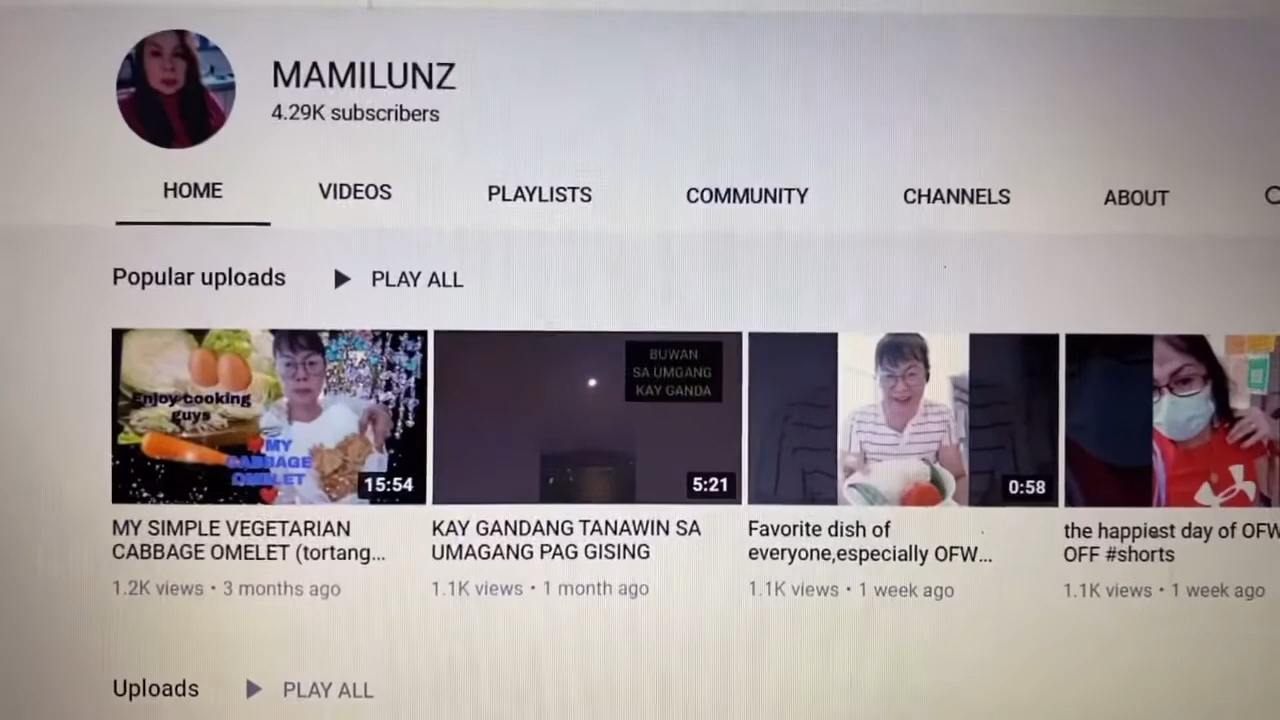 MAMILUNZ
4.29K subscribers
HOME VIDEOS PLAYLISTS COMMUNITY CHANNELS ABOUT
Popular uploads PLAY ALL
Enjoy cooking
guys
MY
CABBAGE
OMELET
15:54
BUWAN
SA UMGANG
KAY GANDA
5:21
0:58
MY SIMPLE VEGETARIAN
CABBAGE OMELET (tortang...
1.2K views • 3 months ago
KAY GANDANG TANAWIN SA
UMAGANG PAG GISING
1.1K views • 1 month ago
Favorite dish of
everyone,especially OFW...
1.1K views • 1 week ago
the happiest day of OFW
OFF #shorts
1.1K views • 1 week ago
Uploads PLAY ALL